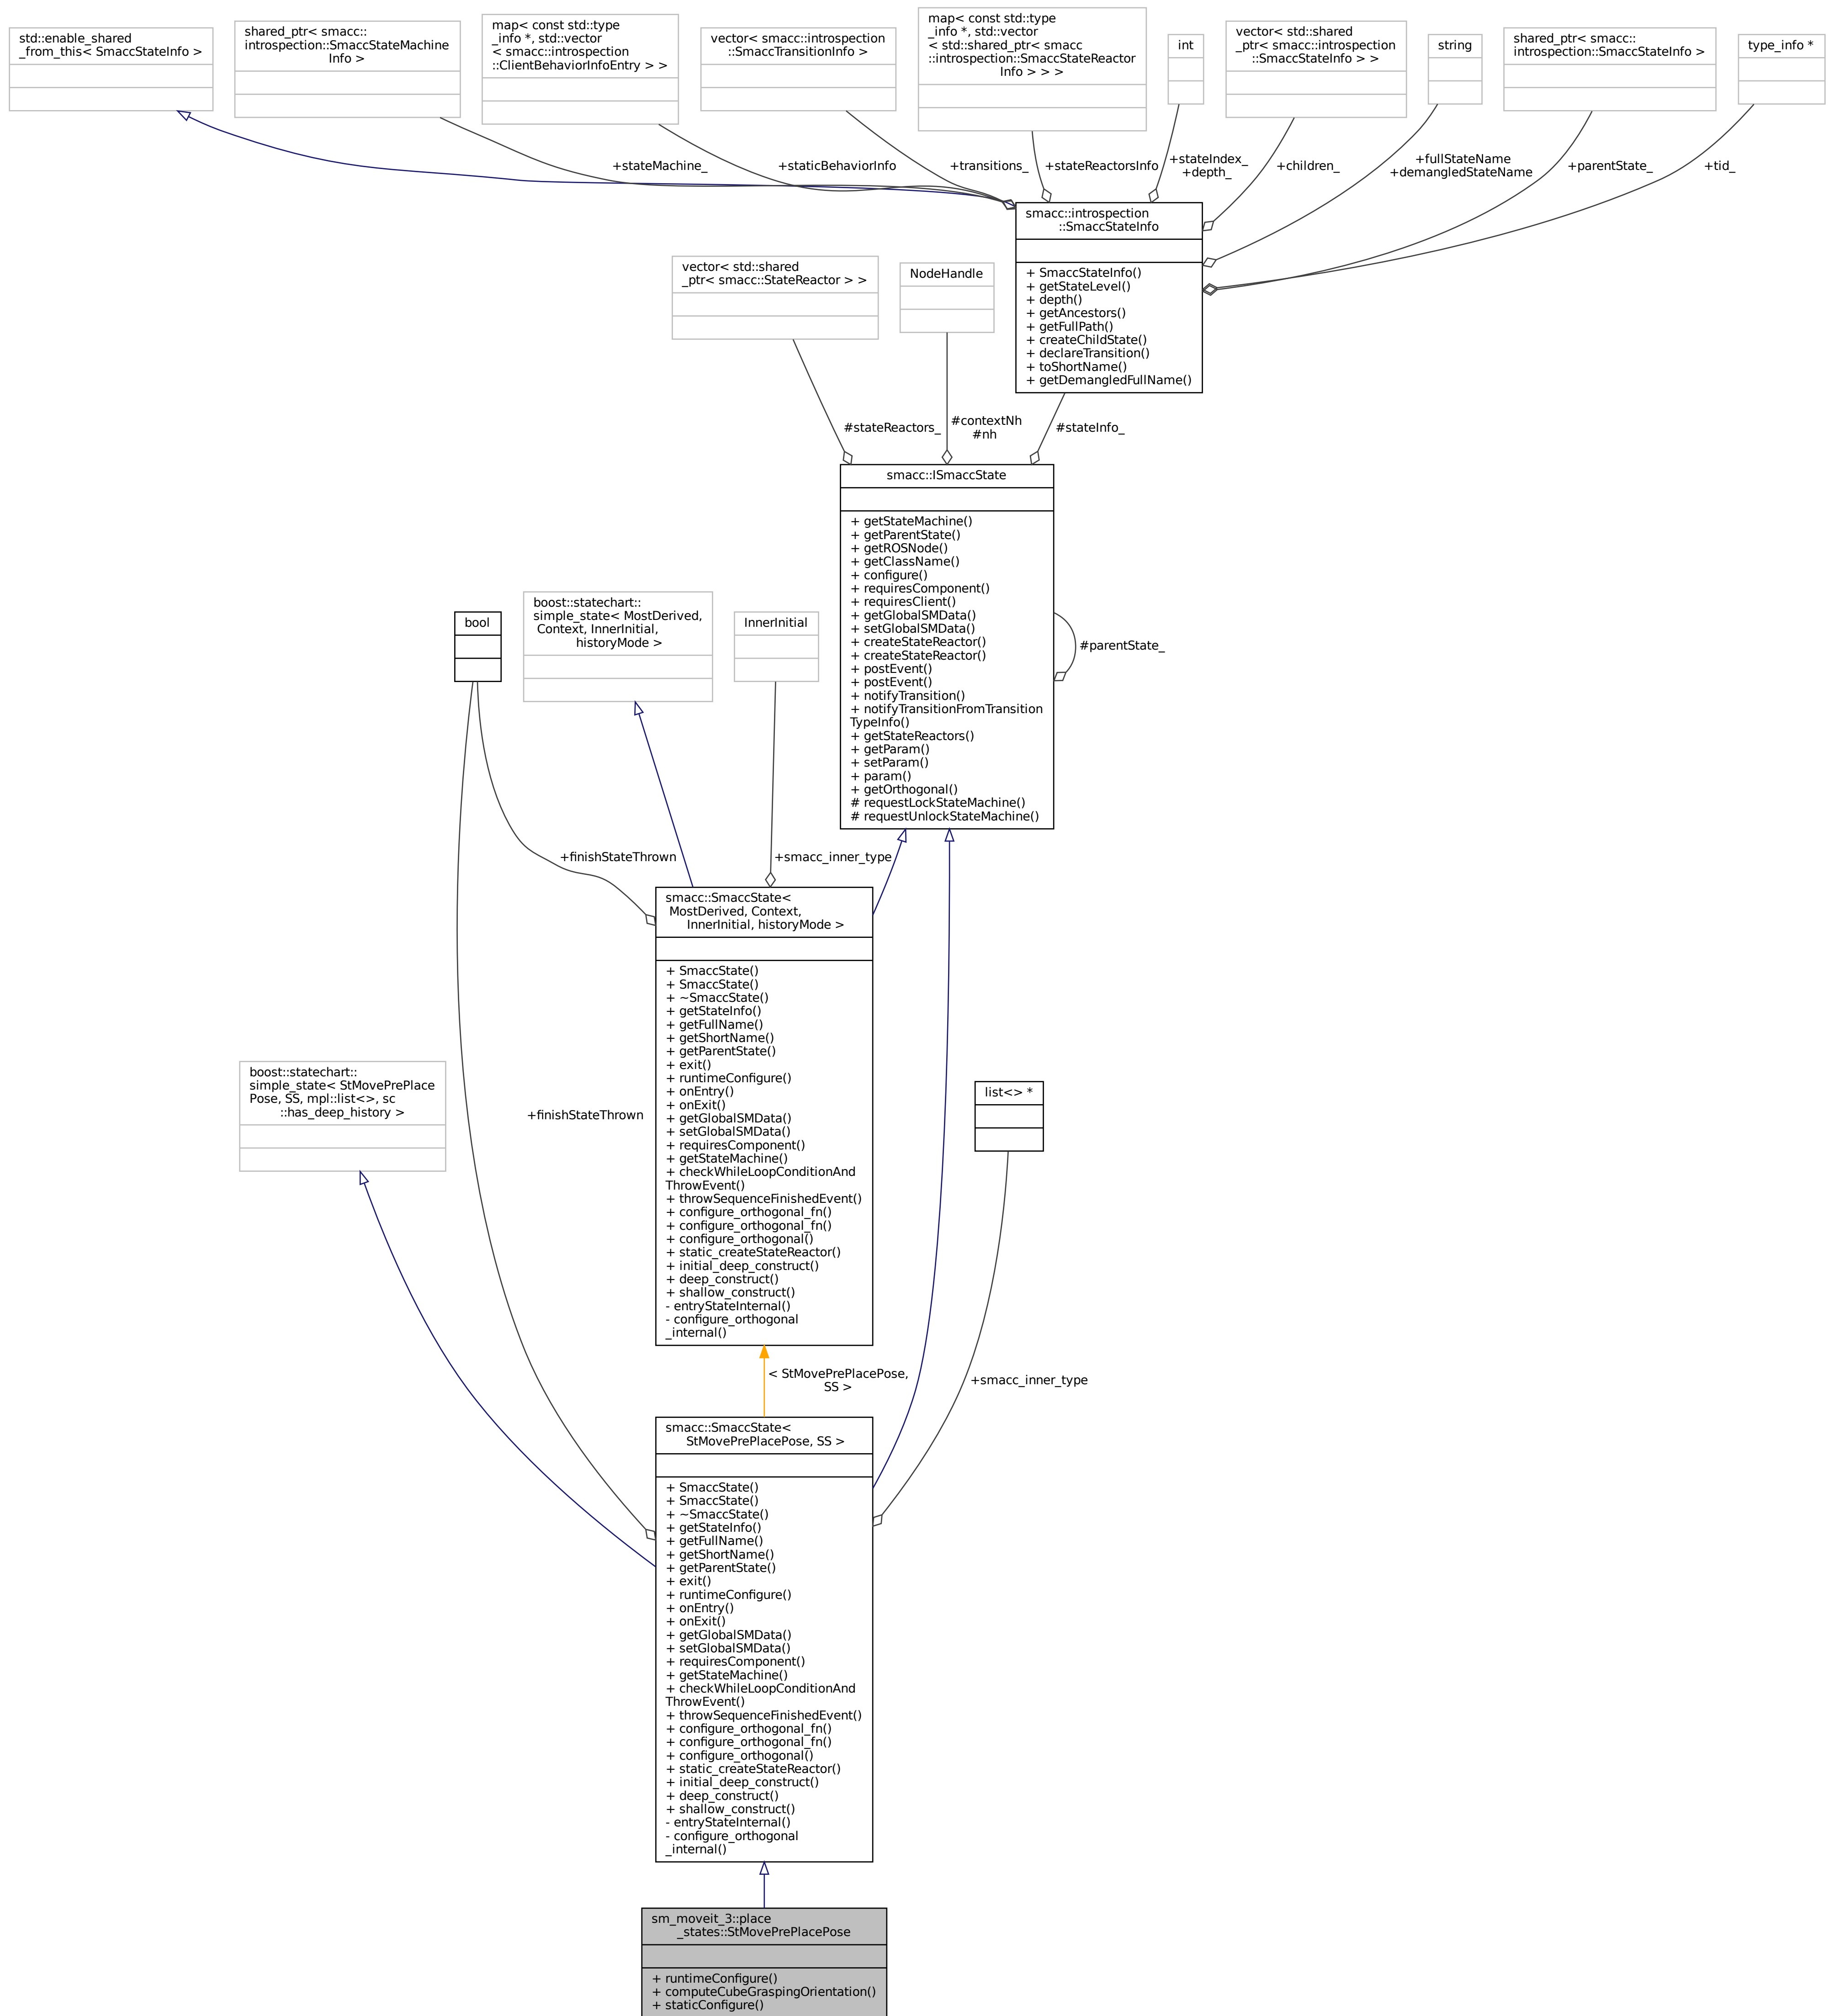 std::enable_shared
_from_this< SmaccStateInfo >
shared_ptr< smacc::
introspection::SmaccStateMachine
Info >
map< const std::type
_info *, std::vector
< smacc::introspection
::ClientBehaviorInfoEntry > >
vector< smacc::introspection
::SmaccTransitionInfo >
map< const std::type
_info *, std::vector
< std::shared_ptr< smacc
::introspection::SmaccStateReactor
Info > > >
int
vector< std::shared
_ptr< smacc::introspection
::SmaccStateInfo > >
string
shared_ptr< smacc::
introspection::SmaccStateInfo >
type_info *
+stateMachine_
+staticBehaviorInfo
+transitions_
+stateReactorsInfo
+stateIndex_
+depth_
+children_
+fullStateName
+demangledStateName
+parentState_
+tid_
smacc::introspection
::SmaccStateInfo
+ SmaccStateInfo()
+ getStateLevel()
+ depth()
+ getAncestors()
+ getFullPath()
+ createChildState()
+ declareTransition()
+ toShortName()
+ getDemangledFullName()
vector< std::shared
_ptr< smacc::StateReactor > >
NodeHandle
#stateReactors_
#contextNh
#nh
#stateInfo_
smacc::ISmaccState
+ getStateMachine()
+ getParentState()
+ getROSNode()
+ getClassName()
+ configure()
+ requiresComponent()
+ requiresClient()
+ getGlobalSMData()
+ setGlobalSMData()
+ createStateReactor()
+ createStateReactor()
+ postEvent()
+ postEvent()
+ notifyTransition()
+ notifyTransitionFromTransition
TypeInfo()
+ getStateReactors()
+ getParam()
+ setParam()
+ param()
+ getOrthogonal()
# requestLockStateMachine()
# requestUnlockStateMachine()
#parentState_
bool
boost::statechart::
simple_state< MostDerived,
Context, InnerInitial,
historyMode >
InnerInitial
+finishStateThrown
+smacc_inner_type
smacc::SmaccState<
MostDerived, Context,
InnerInitial, historyMode >
+ SmaccState()
+ SmaccState()
+ ~SmaccState()
+ getStateInfo()
+ getFullName()
+ getShortName()
+ getParentState()
+ exit()
+ runtimeConfigure()
+ onEntry()
+ onExit()
+ getGlobalSMData()
+ setGlobalSMData()
+ requiresComponent()
+ getStateMachine()
+ checkWhileLoopConditionAnd
ThrowEvent()
+ throwSequenceFinishedEvent()
+ configure_orthogonal_fn()
+ configure_orthogonal_fn()
+ configure_orthogonal()
+ static_createStateReactor()
+ initial_deep_construct()
+ deep_construct()
+ shallow_construct()
- entryStateInternal()
- configure_orthogonal
_internal()
boost::statechart::
simple_state< StMovePrePlace
Pose, SS, mpl::list<>, sc
::has_deep_history >
+finishStateThrown
list<> *
< StMovePrePlacePose,
SS >
+smacc_inner_type
smacc::SmaccState<
StMovePrePlacePose, SS >
+ SmaccState()
+ SmaccState()
+ ~SmaccState()
+ getStateInfo()
+ getFullName()
+ getShortName()
+ getParentState()
+ exit()
+ runtimeConfigure()
+ onEntry()
+ onExit()
+ getGlobalSMData()
+ setGlobalSMData()
+ requiresComponent()
+ getStateMachine()
+ checkWhileLoopConditionAnd
ThrowEvent()
+ throwSequenceFinishedEvent()
+ configure_orthogonal_fn()
+ configure_orthogonal_fn()
+ configure_orthogonal()
+ static_createStateReactor()
+ initial_deep_construct()
+ deep_construct()
+ shallow_construct()
- entryStateInternal()
- configure_orthogonal
_internal()
sm_moveit_3::place
_states::StMovePrePlacePose
+ runtimeConfigure()
+ computeCubeGraspingOrientation()
+ staticConfigure()